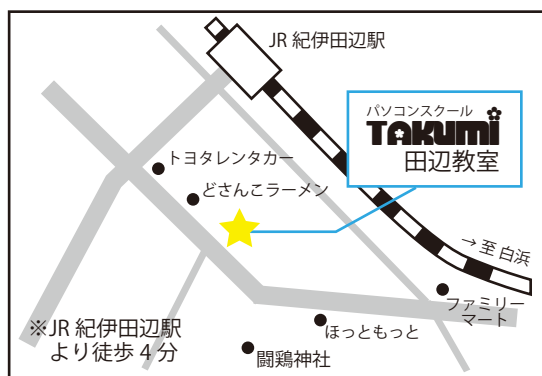 JR 紀伊田辺駅
パソコンスクール
TAKUMI
田辺教室
トヨタレンタカー
どさんこラーメン
→ 至 白浜
ファミリー
マート
ほっともっと
闘鶏神社
※JR 紀伊田辺駅
より徒歩 4 分